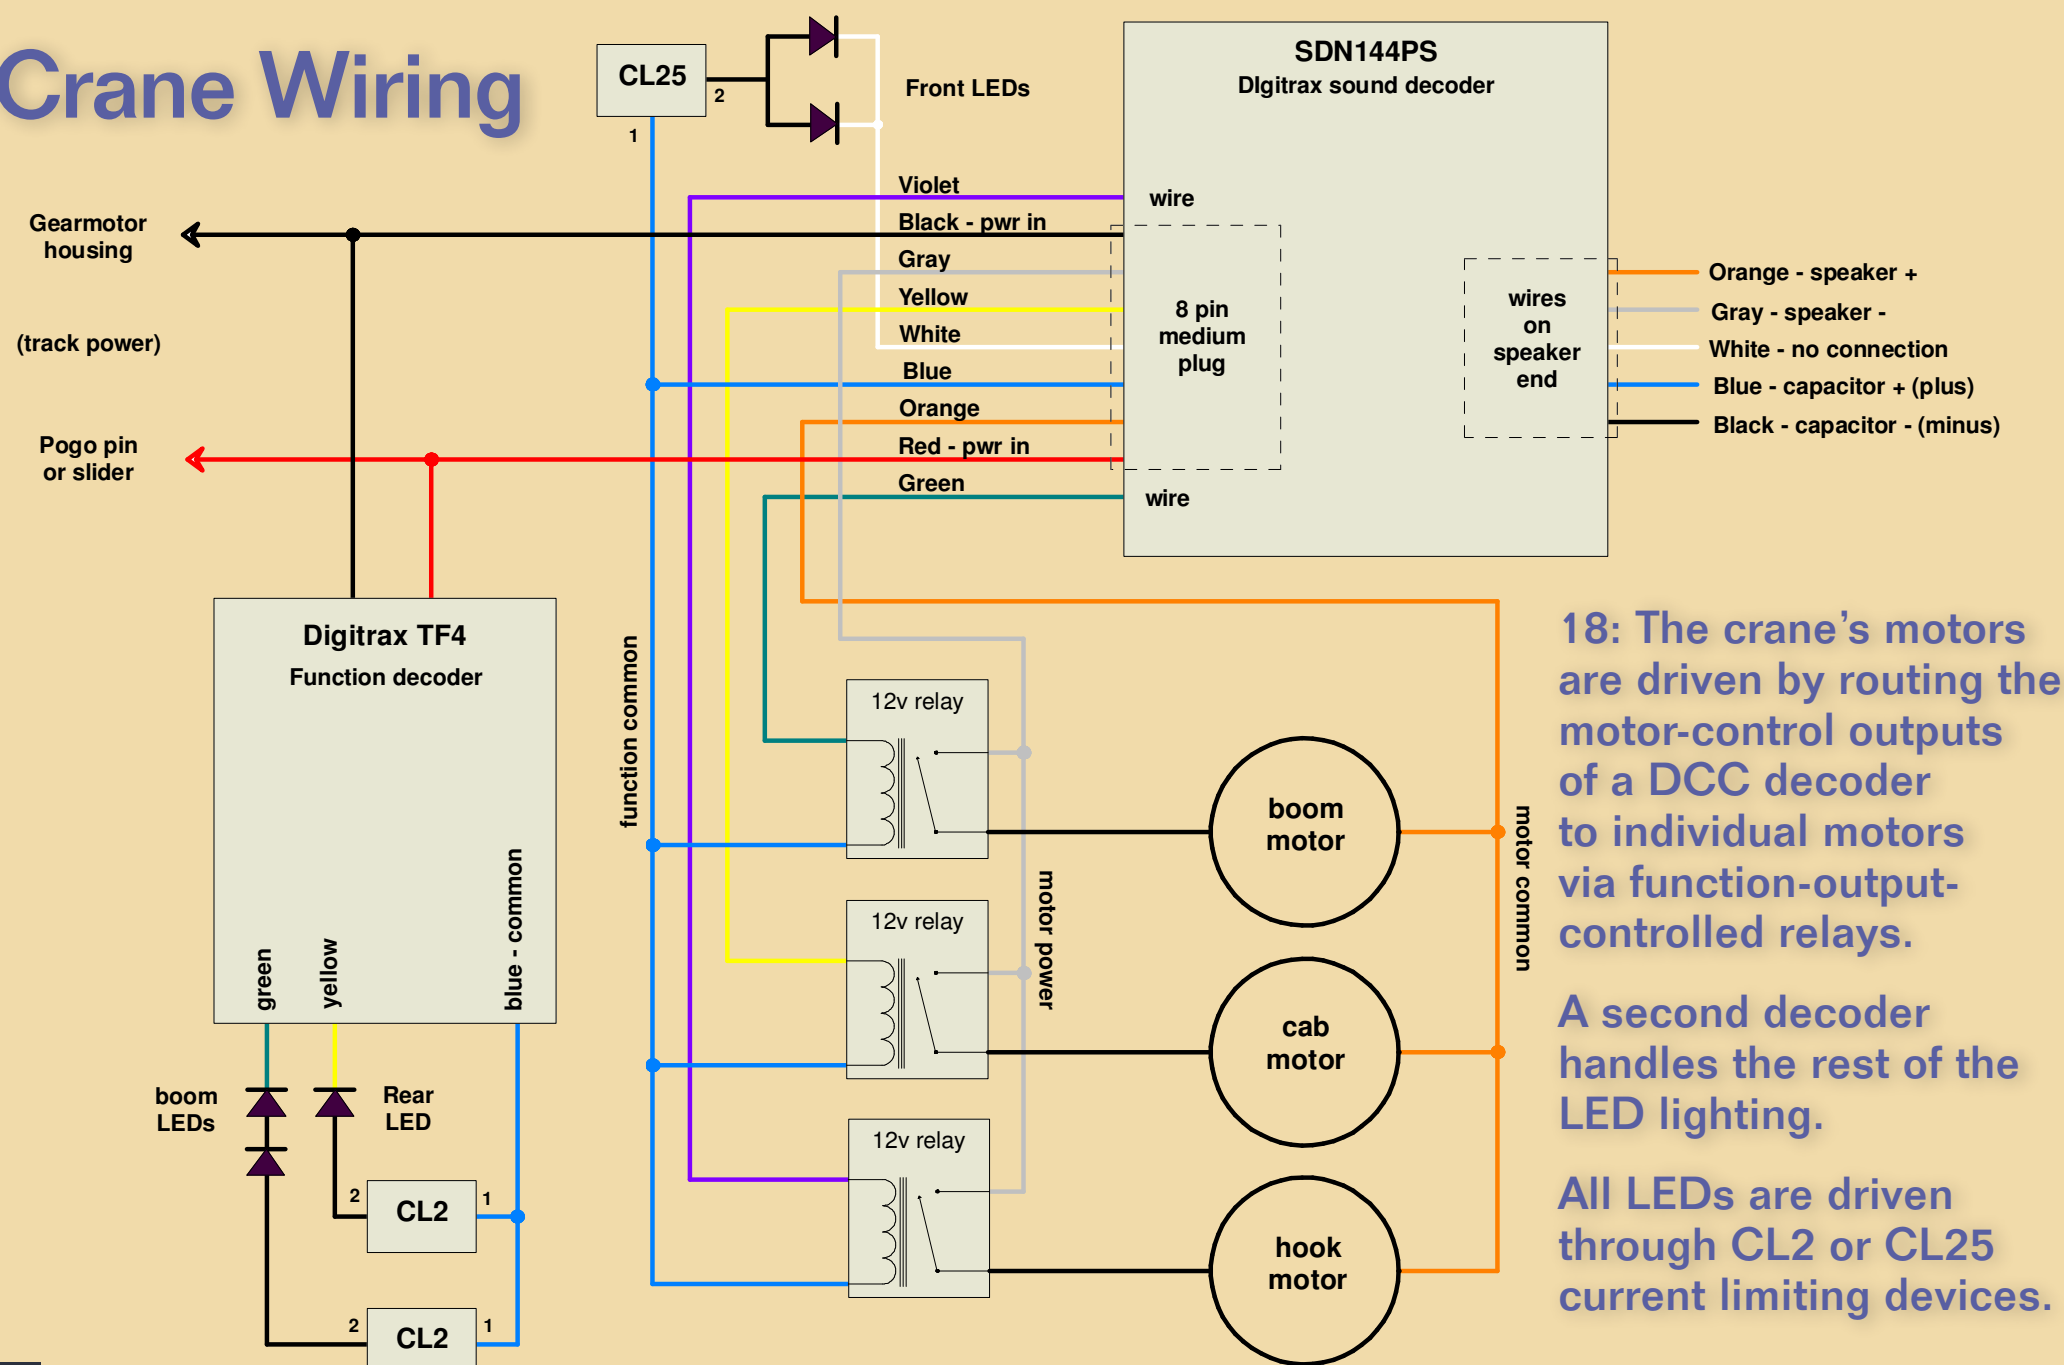 Crane Wiring
CL25
2
1
Front LEDs
SDN144PS
DIgitrax sound decoder
Violet
wire
Black - pwr in
Gray
Yellow
White
Blue
Orange
Red - pwr in
Green
wire
8 pin
medium
plug
wires
on
speaker
end
Orange - speaker +
Gray - speaker -
White - no connection
Blue - capacitor + (plus)
Black - capacitor - (minus)
Gearmotor
housing
(track power)
Pogo pin
or slider
Digitrax TF4
Function decoder
green
yellow
blue - common
boom
LEDs
Rear
LED
2
CL2
1
2
CL2
1
function common
12v relay
12v relay
12v relay
motor power
boom
motor
cab
motor
hook
motor
motor common
18: The crane’s motors
are driven by routing the
motor-control outputs
of a DCC decoder
to individual motors
via function-output-
controlled relays.
A second decoder
handles the rest of the
LED lighting.
All LEDs are driven
through CL2 or CL25
current limiting devices.